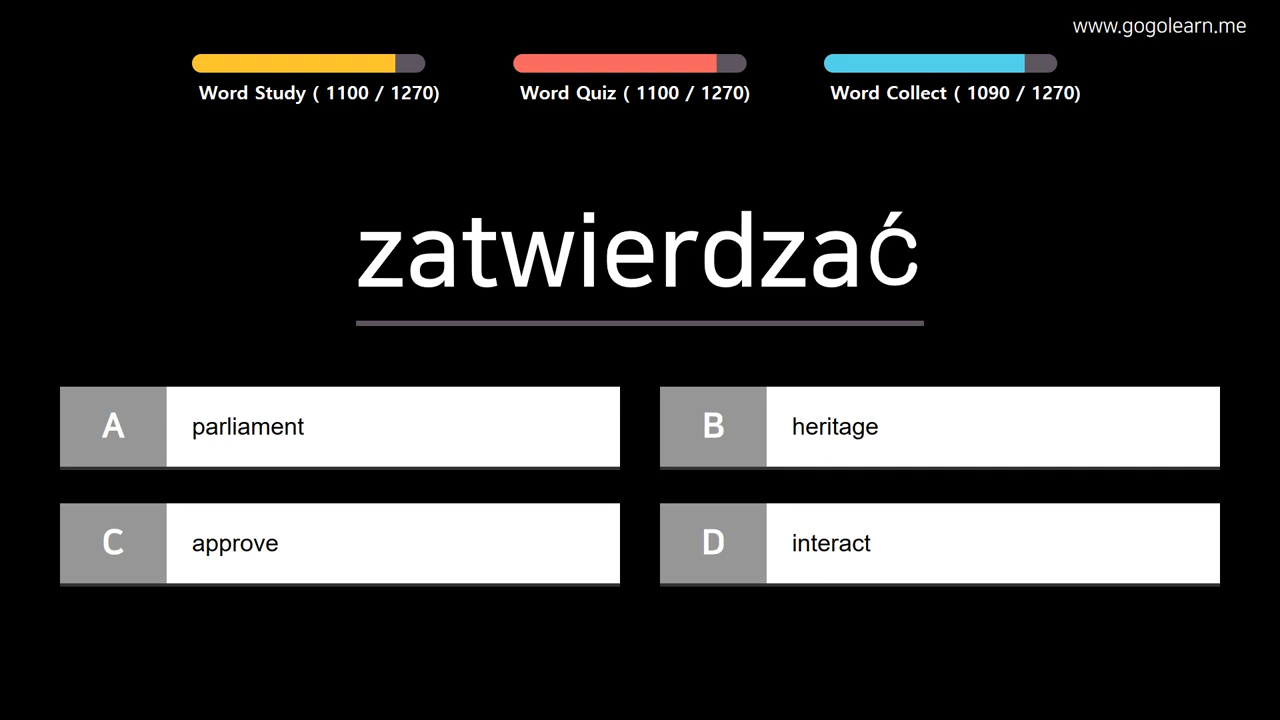 www.gogolearn.me
Word Study ( 1100 / 1270)
Word Quiz ( 1100 / 1270)
Word Collect ( 1090 / 1270)
zatwierdzać
A parliament
B heritage
C approve
D interact